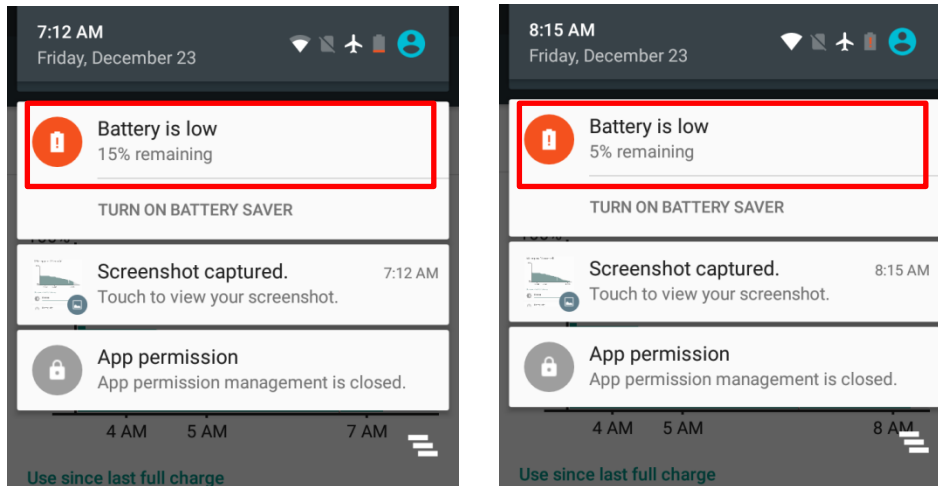 7:12 AM
Friday, December 23
Battery is low
15% remaining
TURN ON BATTERY SAVER
Screenshot captured.
7:12 AM
Touch to view your screenshot.
App permission
App permission management is closed.
4 AM
5 AM
7 AM
Use since last full charge
8:15 AM
Friday, December 23
Battery is low
5% remaining
TURN ON BATTERY SAVER
Screenshot captured.
8:15 AM
Touch to view your screenshot.
App permission
App permission management is closed.
4 AM
5 AM
8 AM
Use since last full charge